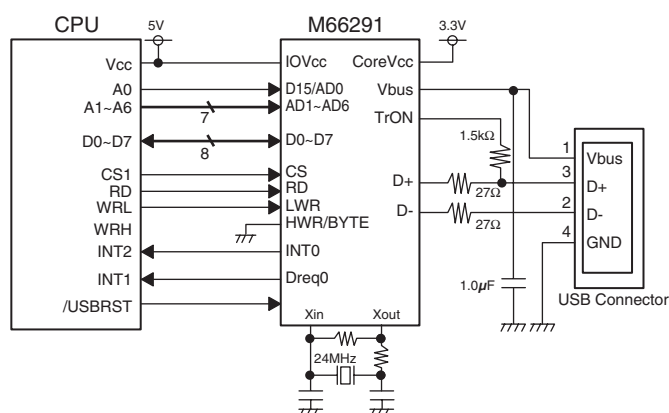 CPU
5V
M66291
3.3V
Vcc
IOVcc
CoreVcc
A0
D15/AD0
Vbus
A1~A6
7
AD1~AD6
TrON
1.5kΩ
D0~D7
8
D0~D7
1
Vbus
CS1
CS
D+
27Ω
3
D+
RD
RD
WRL
LWR
D-
27Ω
2
D-
WRH
HWR/BYTE
4
GND
INT2
INT0
INT1
Dreq0
1.0µF
USB Connector
/USBRST
Xin
Xout
24MHz